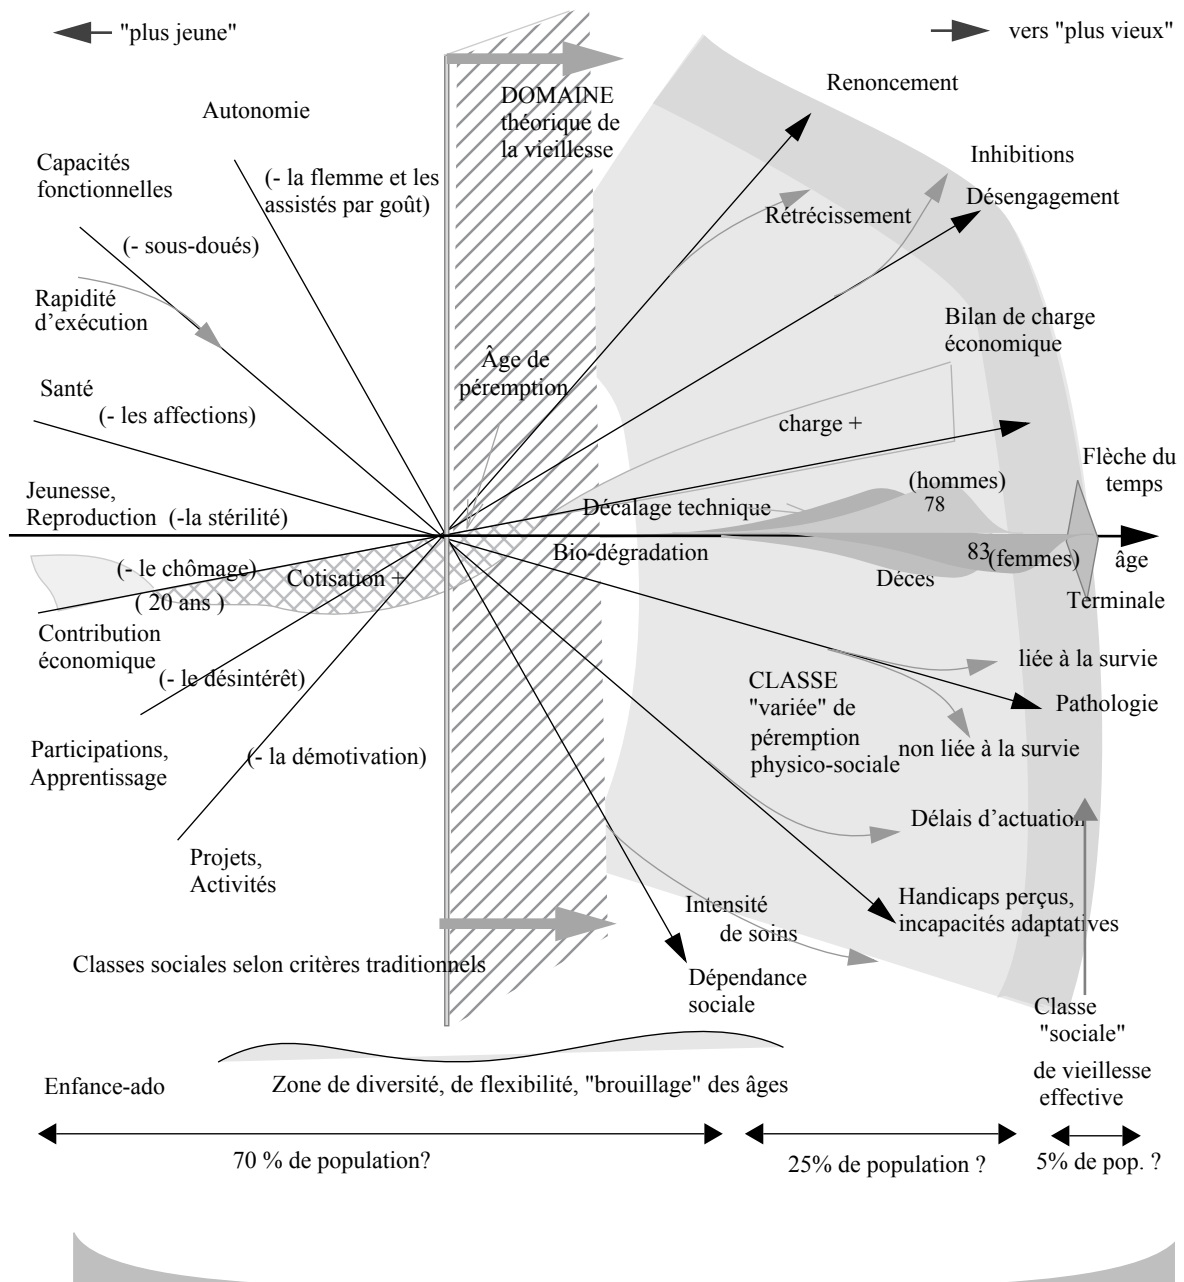 "plus jeune"
vers "plus vieux"
Renoncement
DOMAINE
théorique de
la vieillesse
Autonomie
Inhibitions
Capacités
fonctionnelles
(- la flemme et les
assistés par goût)
Désengagement
Rétrécissement
(- sous-doués)
Rapidité
d’exécution
Bilan de charge
économique
Âge de
péremption
Santé
(- les affections)
charge +
Flèche du
temps
(hommes)
78
Jeunesse,
Reproduction (-la stérilité)
Décalage technique
Bio-dégradation
83(femmes)
âge
Déces
(- le chômage)
Cotisation +
( 20 ans )
Terminale
Contribution
économique
liée à la survie
(- le désintérêt)
CLASSE
"variée" de
péremption
physico-sociale
Pathologie
non liée à la survie
Participations,
Apprentissage
(- la démotivation)
Délais d’actuation
Projets,
Activités
Handicaps perçus,
incapacités adaptatives
Intensité
de soins
Classes sociales selon critères traditionnels
Dépendance
sociale
Classe
"sociale"
de vieillesse
effective
Enfance-ado
Zone de diversité, de flexibilité, "brouillage" des âges
70 % de population?
25% de population ?
5% de pop. ?